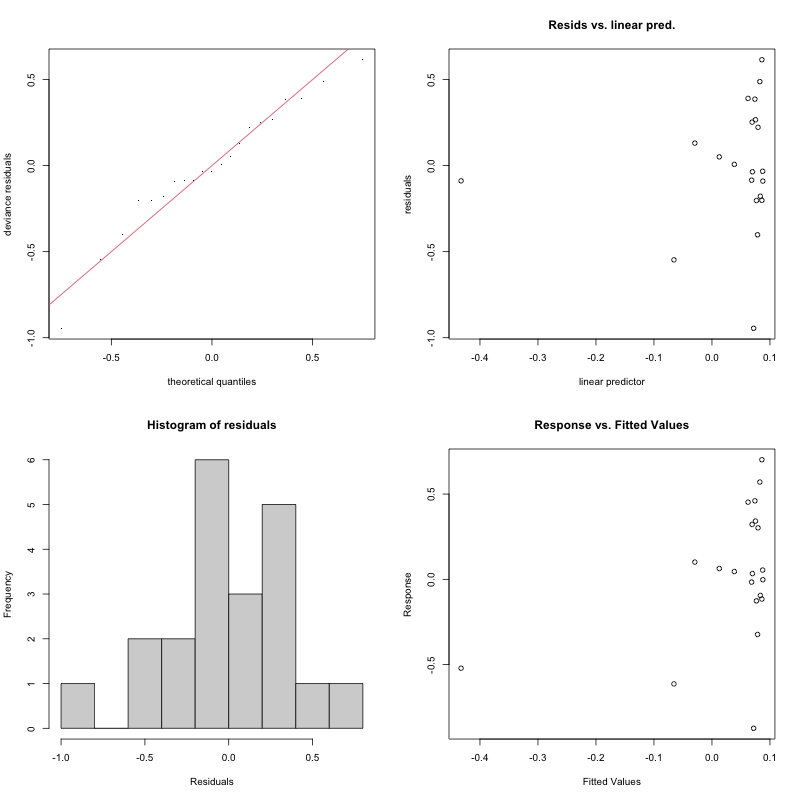 deviance residuals
0.5
0.0
-0.5
-1.0
-0.5 0.0 0.5
theoretical quantiles
Resids vs. linear pred.
residuals
0.5
0.0
-0.5
-1.0
-0.4 -0.3 -0.2 -0.1 0.0 0.1
linear predictor
Histogram of residuals
Frequency
6
5
4
3
2
1
0
-1.0 -0.5 0.0 0.5
Residuals
Response vs. Fitted Values
Response
0.5
0.0
-0.5
-0.4 -0.3 -0.2 -0.1 0.0 0.1
Fitted Values